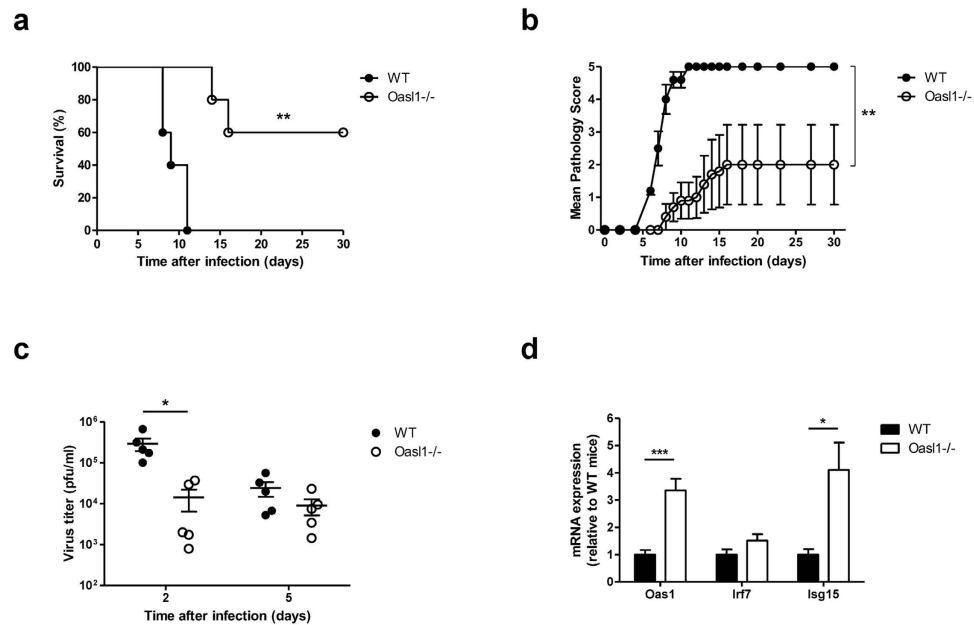 a
100
80
60
40
20
0
Survival (%)
0 5 10 15 20 25 30
Time after infection (days)
**
WT
Oasl1-/-
b
5
4
3
2
1
0
Mean Pathology Score
0 5 10 15 20 25 30
Time after infection (days)
**
WT
Oasl1-/-
c
10⁶
10⁵
10⁴
10³
10²
Virus titer (pfu/ml)
*
2 5
Time after infection (days)
WT
Oasl1-/-
d
6
5
4
3
2
1
0
mRNA expression
(relative to WT mice)
***
*
Oas1 Irf7 Isg15
WT
Oasl1-/-